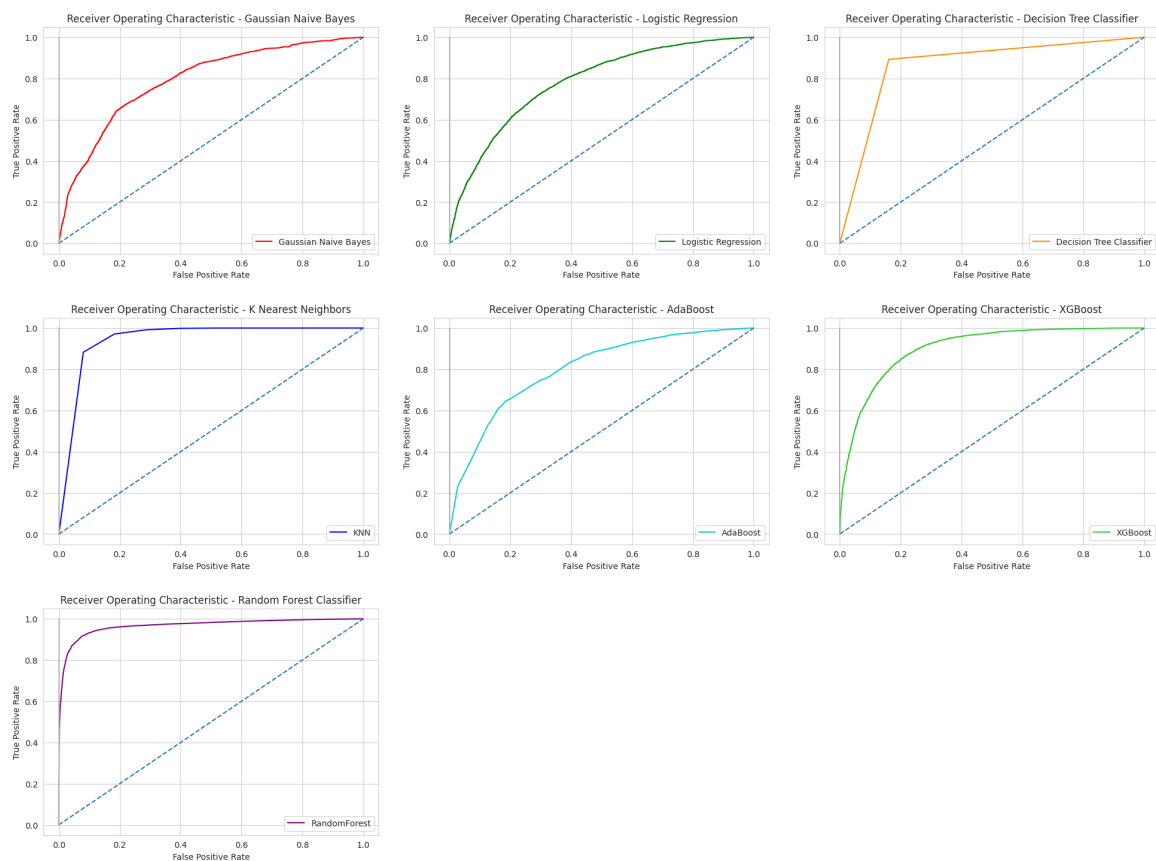 Receiver Operating Characteristic - Gaussian Naive Bayes
1.0
0.8
0.6
0.4
0.2
0.0
True Positive Rate
Gaussian Naive Bayes
0.0 0.2 0.4 0.6 0.8 1.0
False Positive Rate
Receiver Operating Characteristic - Logistic Regression
1.0
0.8
0.6
0.4
0.2
0.0
True Positive Rate
Logistic Regression
0.0 0.2 0.4 0.6 0.8 1.0
False Positive Rate
Receiver Operating Characteristic - Decision Tree Classifier
1.0
0.8
0.6
0.4
0.2
0.0
True Positive Rate
Decision Tree Classifier
0.0 0.2 0.4 0.6 0.8 1.0
False Positive Rate
Receiver Operating Characteristic - K Nearest Neighbors
1.0
0.8
0.6
0.4
0.2
0.0
True Positive Rate
KNN
0.0 0.2 0.4 0.6 0.8 1.0
False Positive Rate
Receiver Operating Characteristic - AdaBoost
1.0
0.8
0.6
0.4
0.2
0.0
True Positive Rate
AdaBoost
0.0 0.2 0.4 0.6 0.8 1.0
False Positive Rate
Receiver Operating Characteristic - XGBoost
1.0
0.8
0.6
0.4
0.2
0.0
True Positive Rate
XGBoost
0.0 0.2 0.4 0.6 0.8 1.0
False Positive Rate
Receiver Operating Characteristic - Random Forest Classifier
1.0
0.8
0.6
0.4
0.2
0.0
True Positive Rate
RandomForest
0.0 0.2 0.4 0.6 0.8 1.0
False Positive Rate